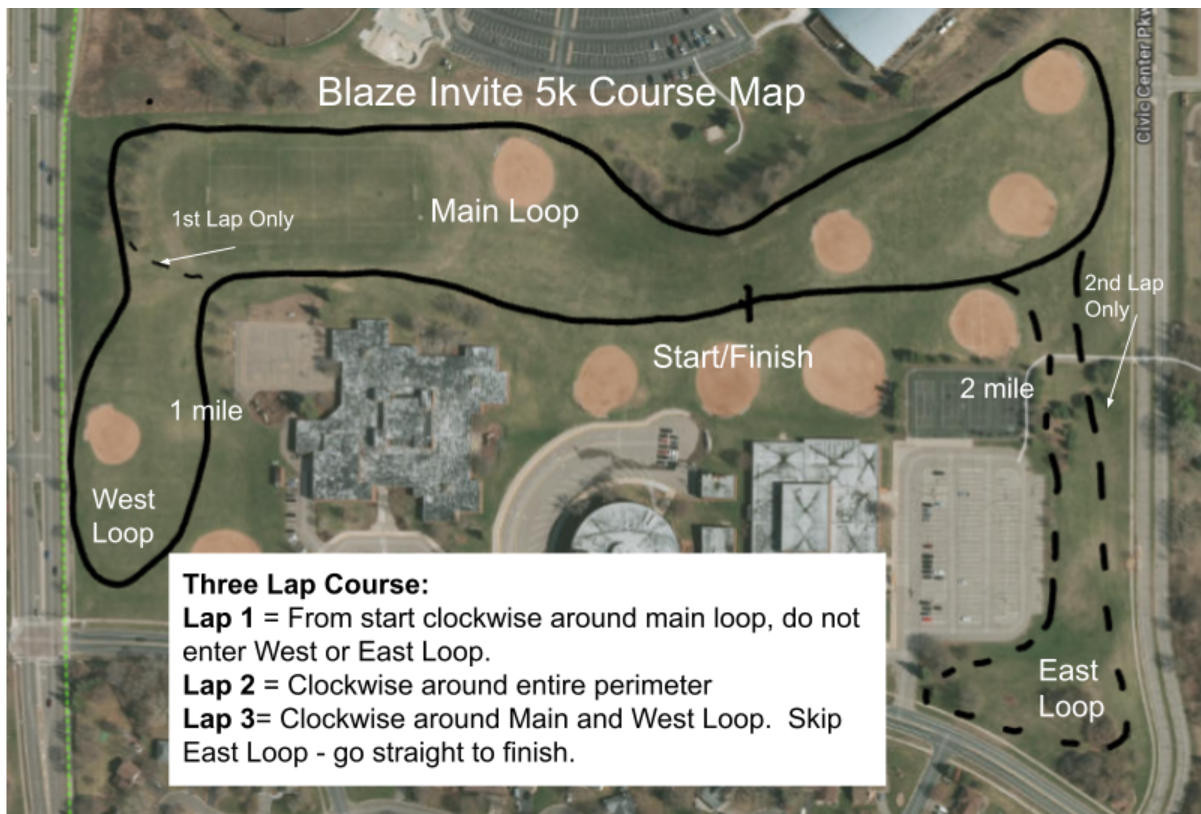 Blaze Invite 5k Course Map
Civic Center Pkwy
Main Loop
1st Lap Only
2nd Lap
Only
Start/Finish
2 mile
1 mile
West
Loop
Three Lap Course:
Lap 1 = From start clockwise around main loop, do not
enter West or East Loop.
Lap 2 = Clockwise around entire perimeter
Lap 3= Clockwise around Main and West Loop.  Skip
East Loop - go straight to finish.
East
Loop